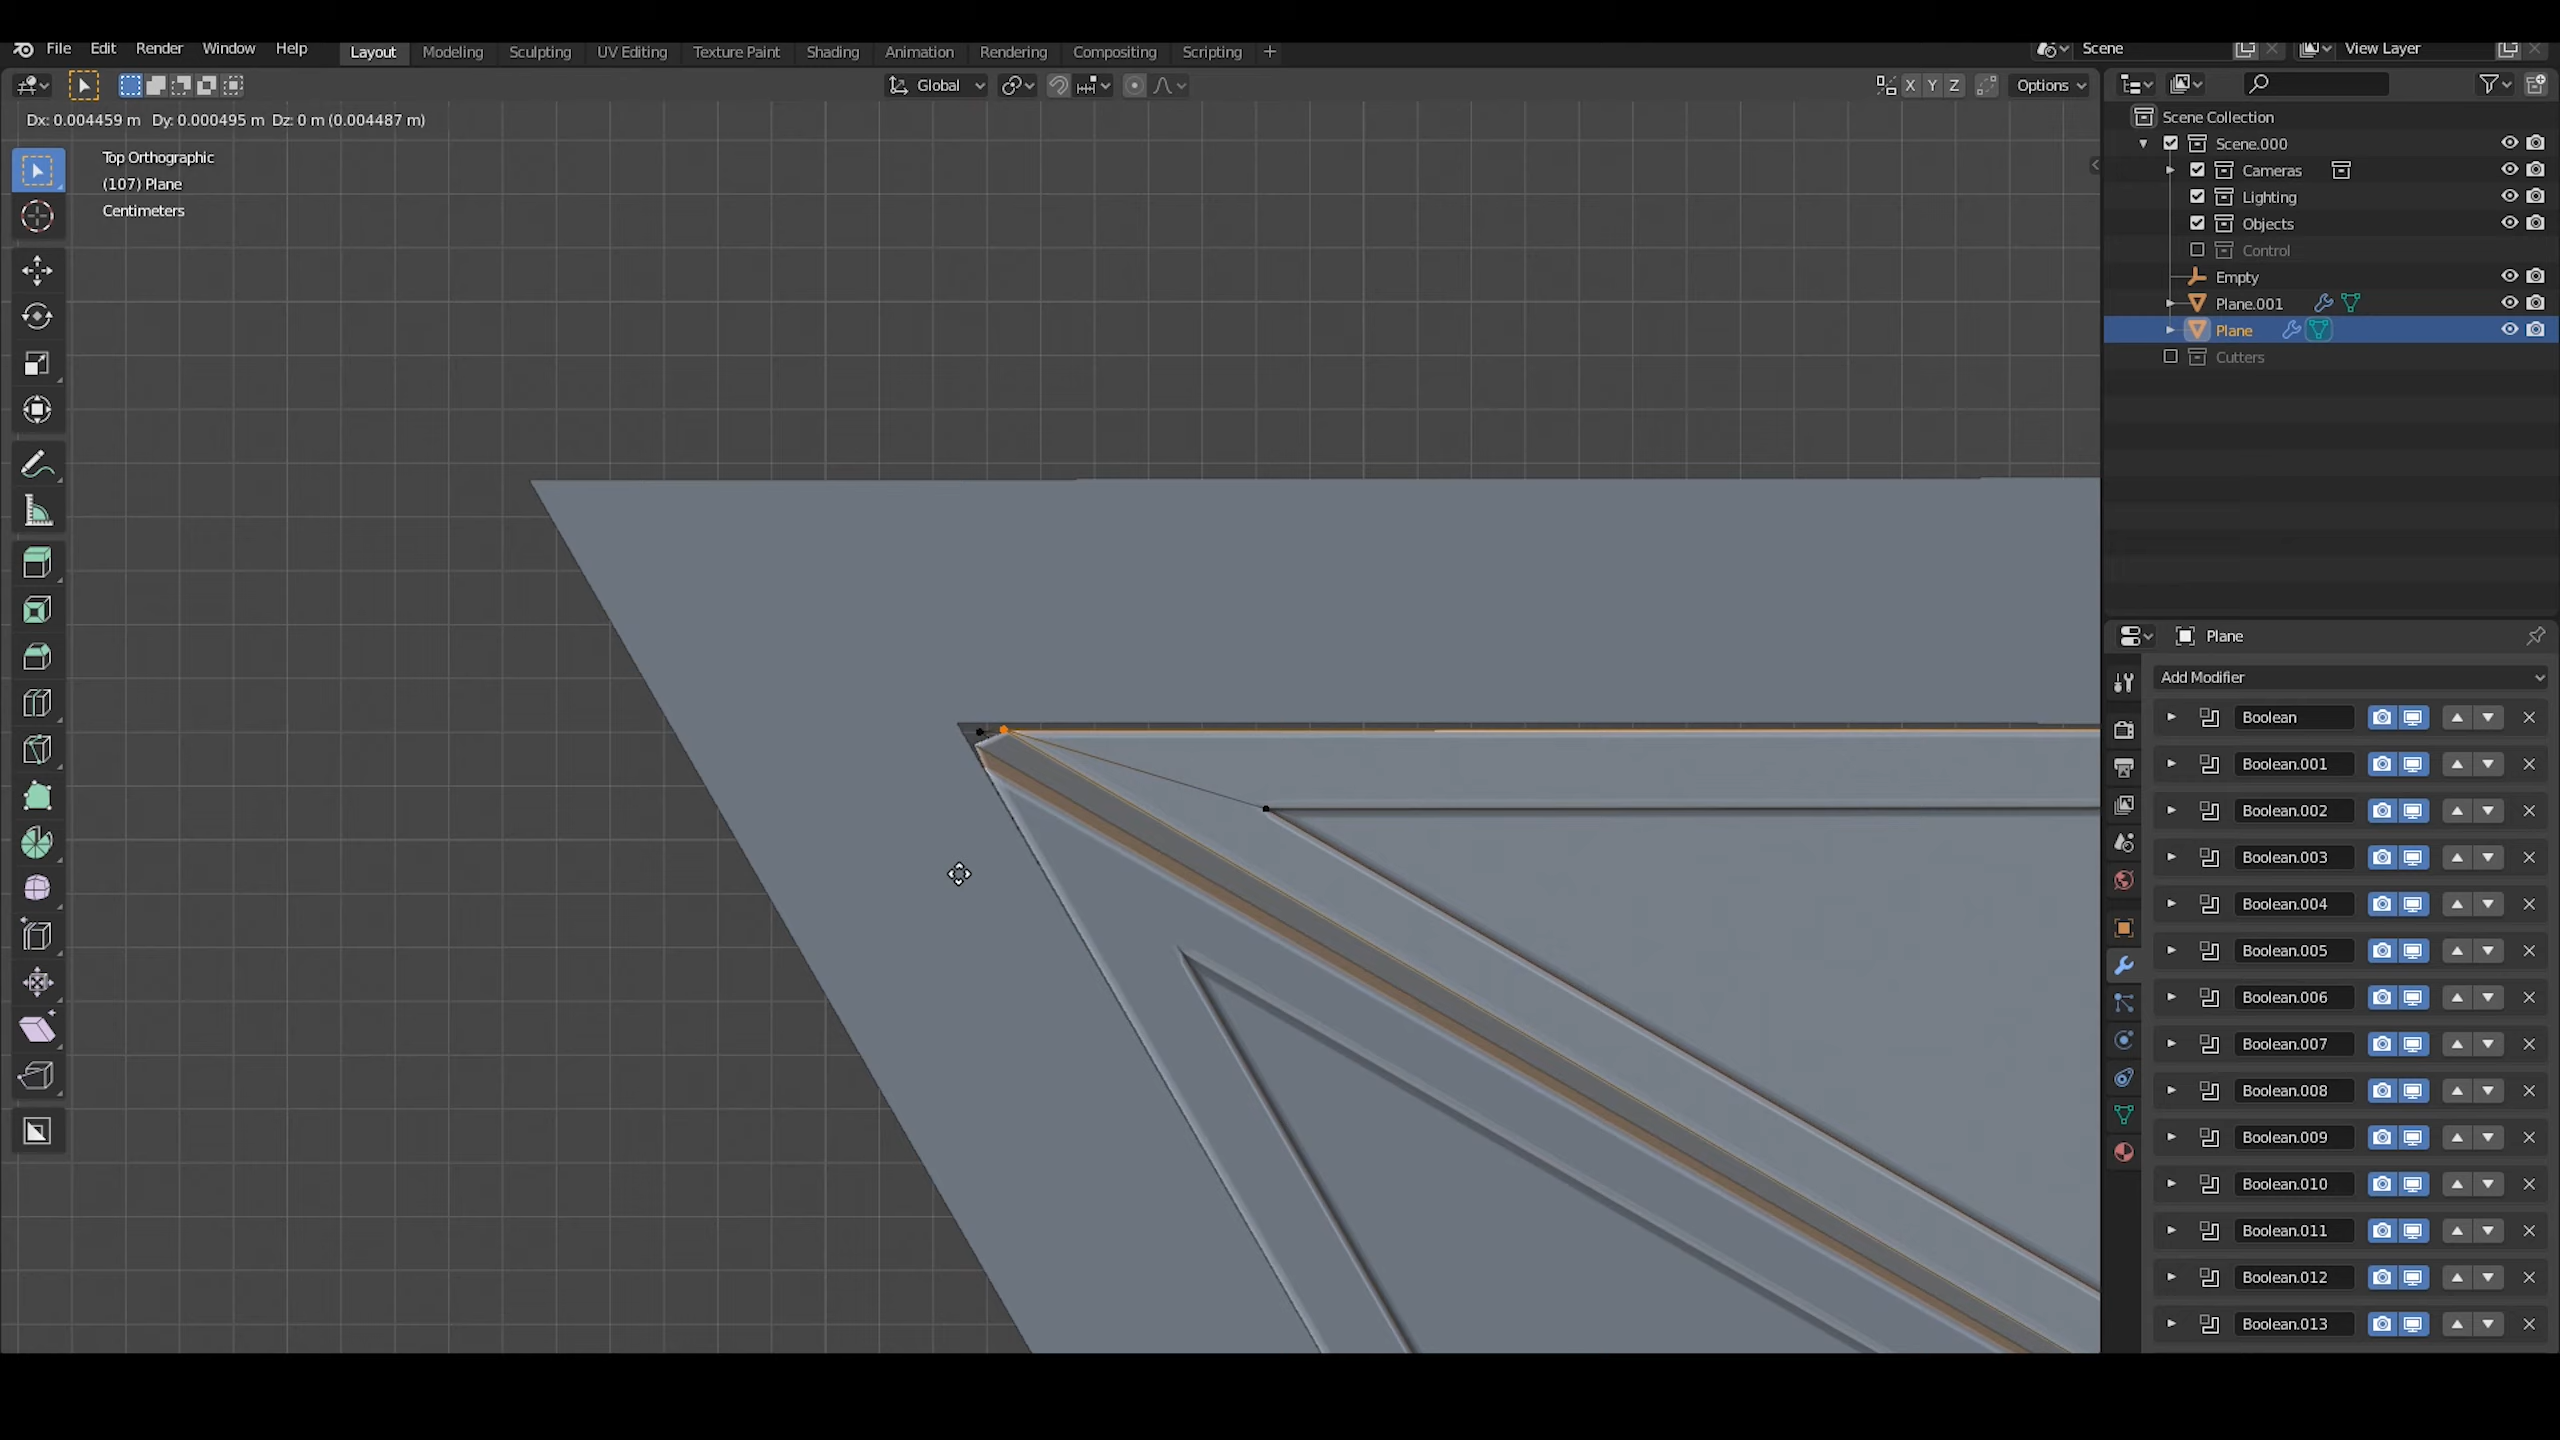 File Edit Render Window Help
Layout Modeling Sculpting UV Editing Texture Paint Shading Animation Rendering Compositing Scripting +
Scene
View Layer
Global
X Y Z
Options
Dx: 0.004459 m Dy: 0.000495 m Dz: 0 m (0.004487 m)
Top Orthographic
(107) Plane
Centimeters
Scene Collection
Scene.000
Cameras
Lighting
Objects
Control
Empty
Plane.001
Plane
Cutters
Plane
Add Modifier
Boolean
Boolean.001
Boolean.002
Boolean.003
Boolean.004
Boolean.005
Boolean.006
Boolean.007
Boolean.008
Boolean.009
Boolean.010
Boolean.011
Boolean.012
Boolean.013